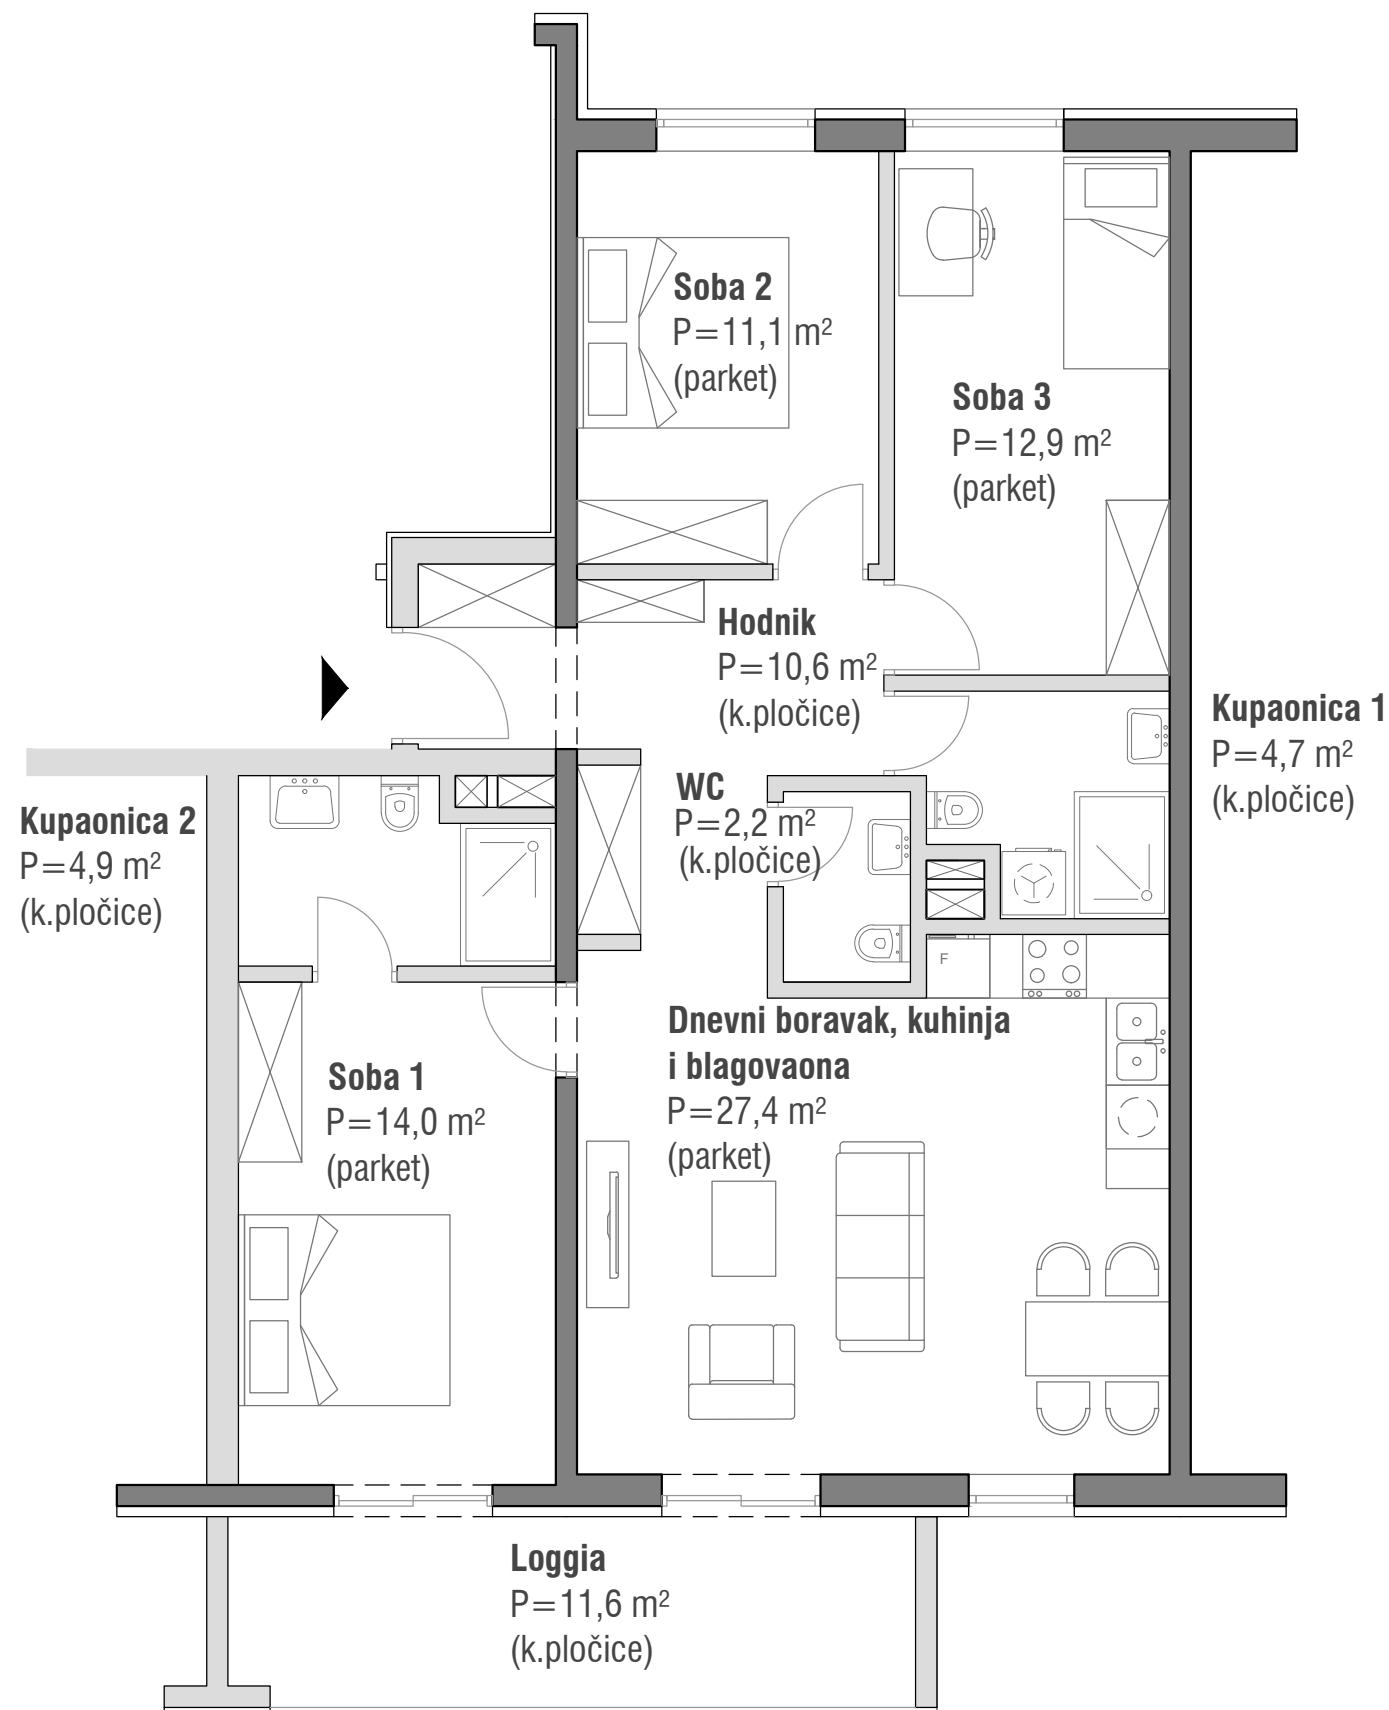 Soba 2
P=11,1 m²
(parket)
Soba 3
P=12,9 m²
(parket)
Hodnik
P=10,6 m²
(k.pločice)
Kupaonica 1
P=4,7 m²
(k.pločice)
WC
P=2,2 m²
(k.pločice)
Kupaonica 2
P=4,9 m²
(k.pločice)
F
Dnevni boravak, kuhinja
i blagovaona
P=27,4 m²
(parket)
Soba 1
P=14,0 m²
(parket)
Loggia
P=11,6 m²
(k.pločice)